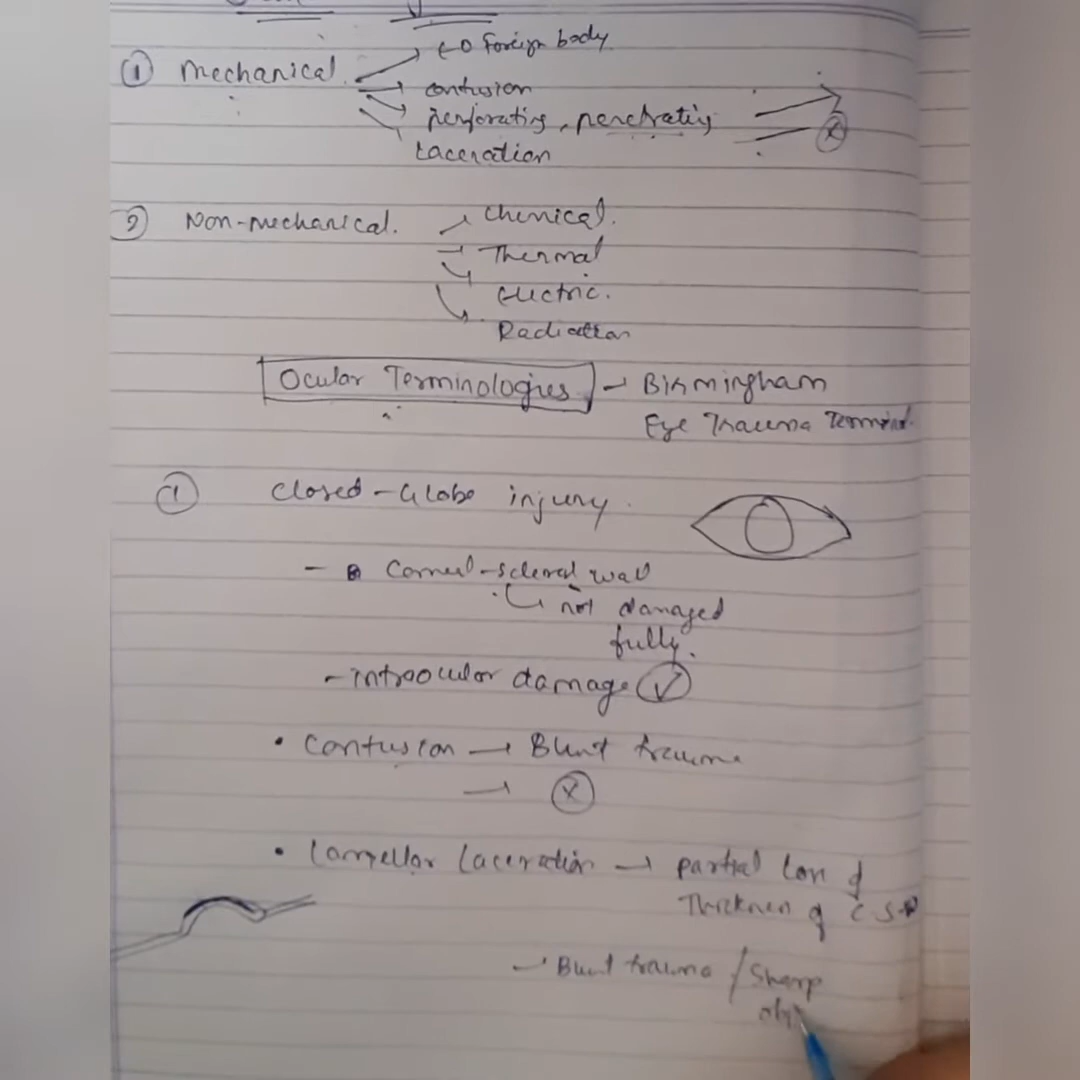 ① Mechanical
E.O Foreign body
contusion
perforating, penetrating
Laceration
② Non-mechanical.
Chemical.
Thermal
Electric.
Radiation
Ocular Terminologies → Birmingham
Eye Trauma Terminol.
① Closed-Globe injury.
- Corneal-scleral wall
↳ not damaged
fully.
- intraocular damage ✓
• Contusion → Blunt trauma
→ ⓧ
• Lamellar Laceration → partial loss of
Thickness of C.S.
→ Blunt trauma / Sharp
obj